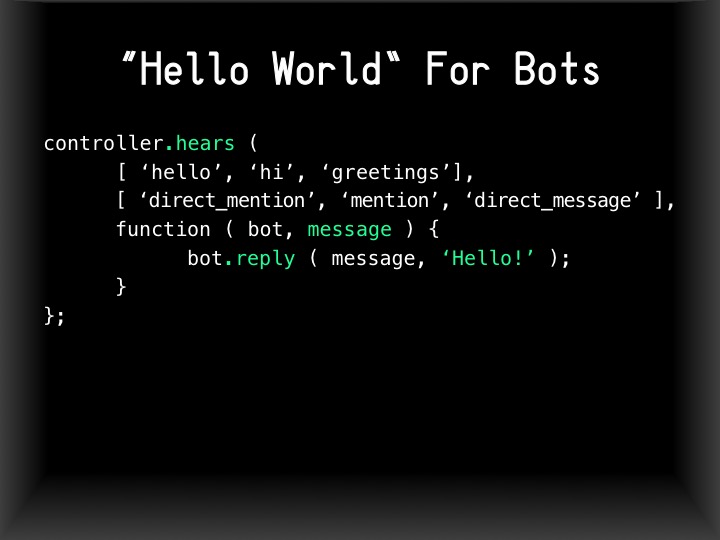 “Hello World“ For Bots
controller.hears (
[ ‘hello’, ‘hi’, ‘greetings’],
[ ‘direct_mention’, ‘mention’, ‘direct_message’ ],
function ( bot, message ) {
bot.reply ( message, ‘Hello!’ );
}
};